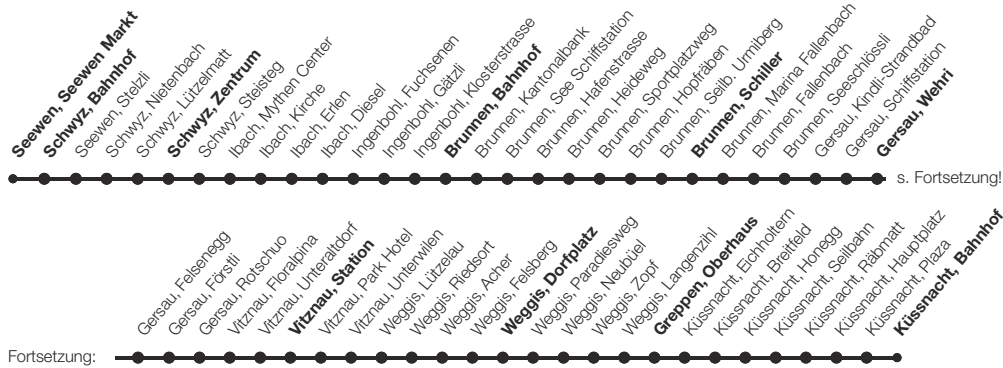 Seewen, Seewen Markt
Schwyz, Bahnhof
Seewen, Stelzli
Schwyz, Nietenbach
Schwyz, Lützelmatt
Schwyz, Zentrum
Schwyz, Steisteg
Ibach, Mythen Center
Ibach, Kirche
Ibach, Erlen
Ibach, Diesel
Ingenbohl, Fuchsenen
Ingenbohl, Gätzli
Ingenbohl, Klosterstrasse
Brunnen, Bahnhof
Brunnen, Kantonalbank
Brunnen, See Schiffstation
Brunnen, Hafenstrasse
Brunnen, Heideweg
Brunnen, Sportplatzweg
Brunnen, Hopfräben
Brunnen, Seilb. Urmiberg
Brunnen, Schiller
Brunnen, Marina Fallenbach
Brunnen, Fallenbach
Brunnen, Seeschlössli
Gersau, Kindli-Strandbad
Gersau, Schiffstation
Gersau, Wehri
s. Fortsetzung!
Fortsetzung:
Gersau, Felsenegg
Gersau, Förstli
Gersau, Rotschuo
Vitznau, Floralpina
Vitznau, Unteraltdorf
Vitznau, Station
Vitznau, Park Hotel
Vitznau, Unterwilen
Weggis, Lützelau
Weggis, Riedsort
Weggis, Acher
Weggis, Felsberg
Weggis, Dorfplatz
Weggis, Paradiesweg
Weggis, Neubüel
Weggis, Zopf
Weggis, Langenzihl
Greppen, Oberhaus
Küssnacht, Eichholtern
Küssnacht, Breitfeld
Küssnacht, Honegg
Küssnacht, Seilbahn
Küssnacht, Räbmatt
Küssnacht, Hauptplatz
Küssnacht, Plaza
Küssnacht, Bahnhof